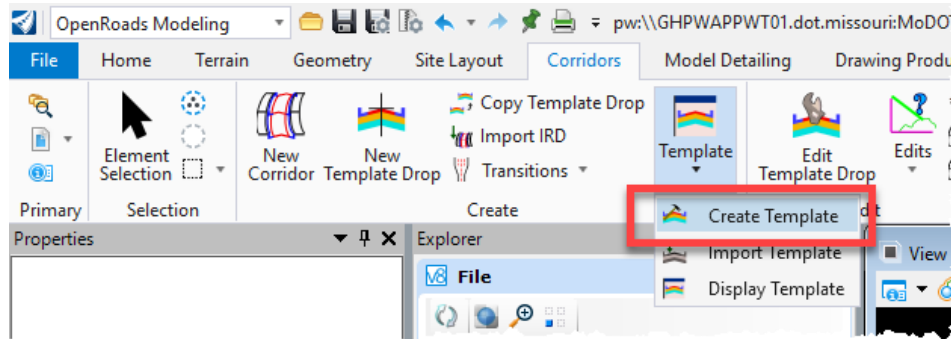 OpenRoads Modeling pw:\\GHPWAPPWT01.dot.missouri:MoDOT
File Home Terrain Geometry Site Layout Corridors Model Detailing Drawing Produ
Element Selection
New Corridor
New Template Drop
Copy Template Drop
Import IRD
Transitions
Template
Edit Template Drop
Edits
Primary Selection Create
Create Template
Import Template
Display Template
Properties
Explorer
File
View